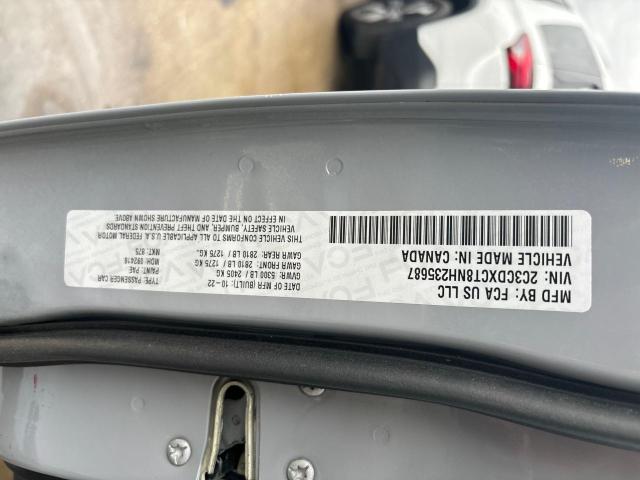 MFD BY: FCA US LLC
VIN: 2C3CDXCT8NH235687
VEHICLE MADE IN: CANADA
DATE OF MFR (BUILT): 10-22
GVWR: 5300 LB / 2405 KG.
GAWR FRONT: 2810 LB / 1275 KG.
GAWR REAR: 2810 LB / 1275 KG.
TYPE: PASSENGER CAR
PAINT: PAE
MDH: 092416
NXT: 875
THIS VEHICLE CONFORMS TO ALL APPLICABLE U.S.A. FEDERAL MOTOR
VEHICLE SAFETY, BUMPER, AND THEFT PREVENTION STANDARDS
IN EFFECT ON THE DATE OF MANUFACTURE SHOWN ABOVE.